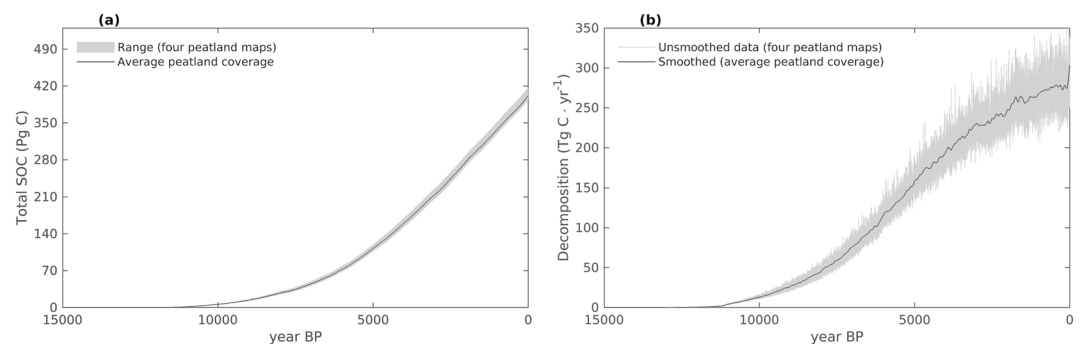 (a)
Range (four peatland maps)
Average peatland coverage
Total SOC (Pg C)
490
420
350
280
210
140
70
0
15000 10000 5000 0
year BP
(b)
Unsmoothed data (four peatland maps)
Smoothed (average peatland coverage)
Decomposition (Tg C · yr⁻¹)
350
300
250
200
150
100
50
0
15000 10000 5000 0
year BP